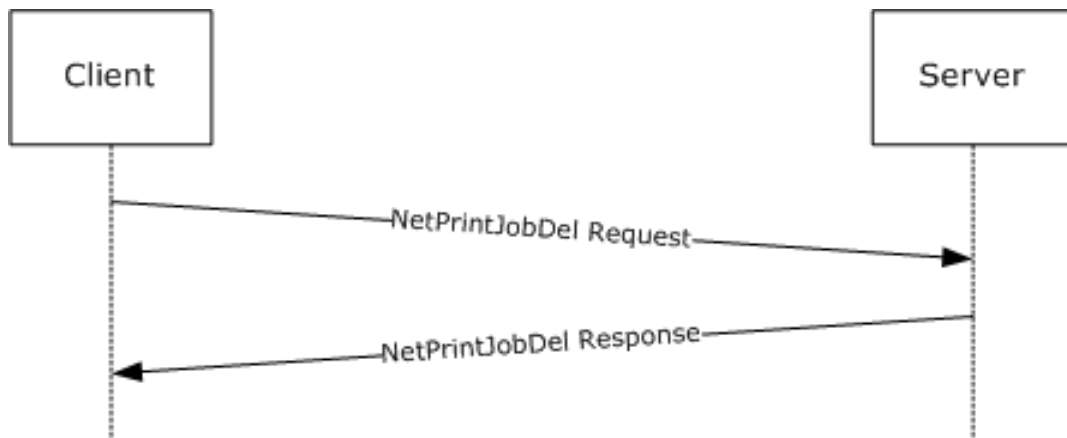 Client
Server
NetPrintJobDel Request
NetPrintJobDel Response